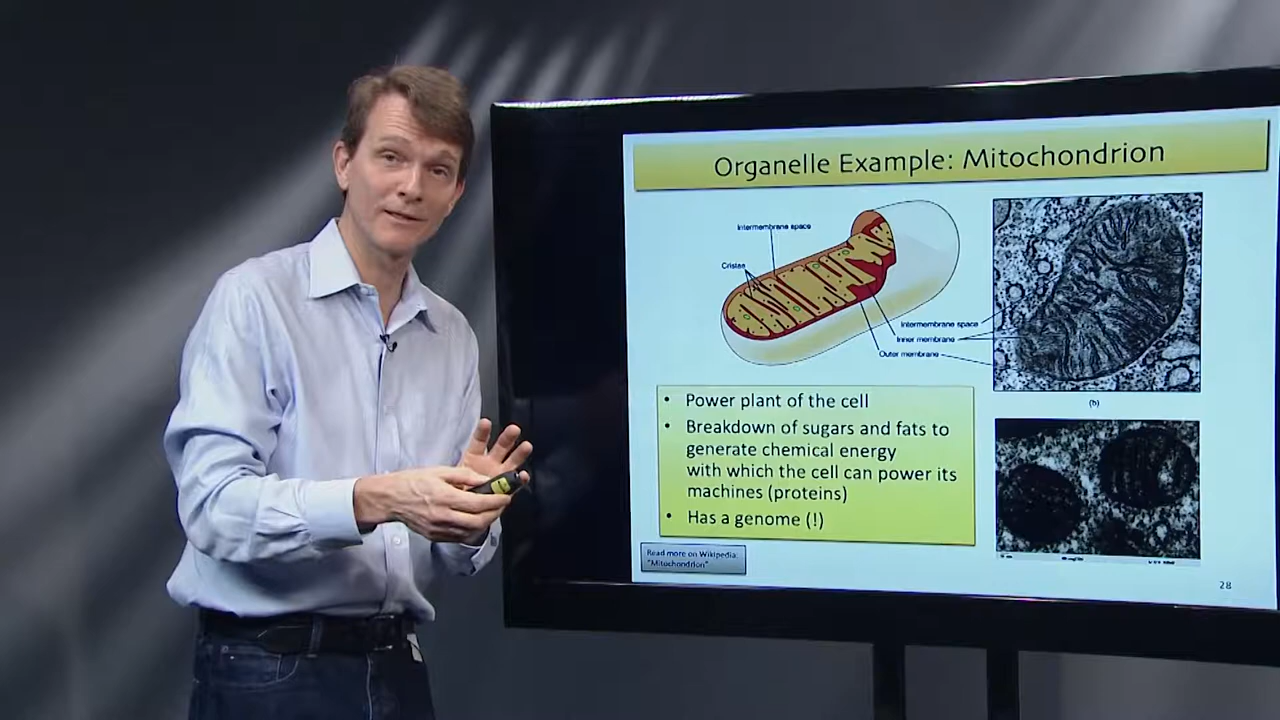 Organelle Example: Mitochondrion
Intermembrane space
Cristae
Intermembrane space
Inner membrane
Outer membrane
(b)
• Power plant of the cell
• Breakdown of sugars and fats to
generate chemical energy
with which the cell can power its
machines (proteins)
• Has a genome (!)
Read more on Wikipedia:
"Mitochondrion"
28